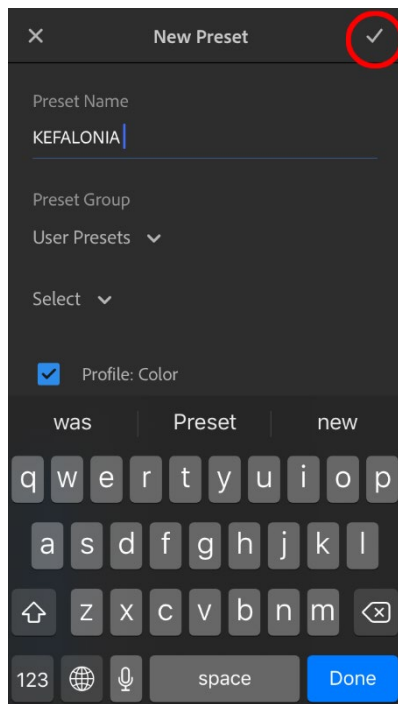 New Preset
Preset Name
KEFALONIA
Preset Group
User Presets
Select
Profile: Color
was Preset new
q w e r t y u i o p
a s d f g h j k l
z x c v b n m
123 space Done